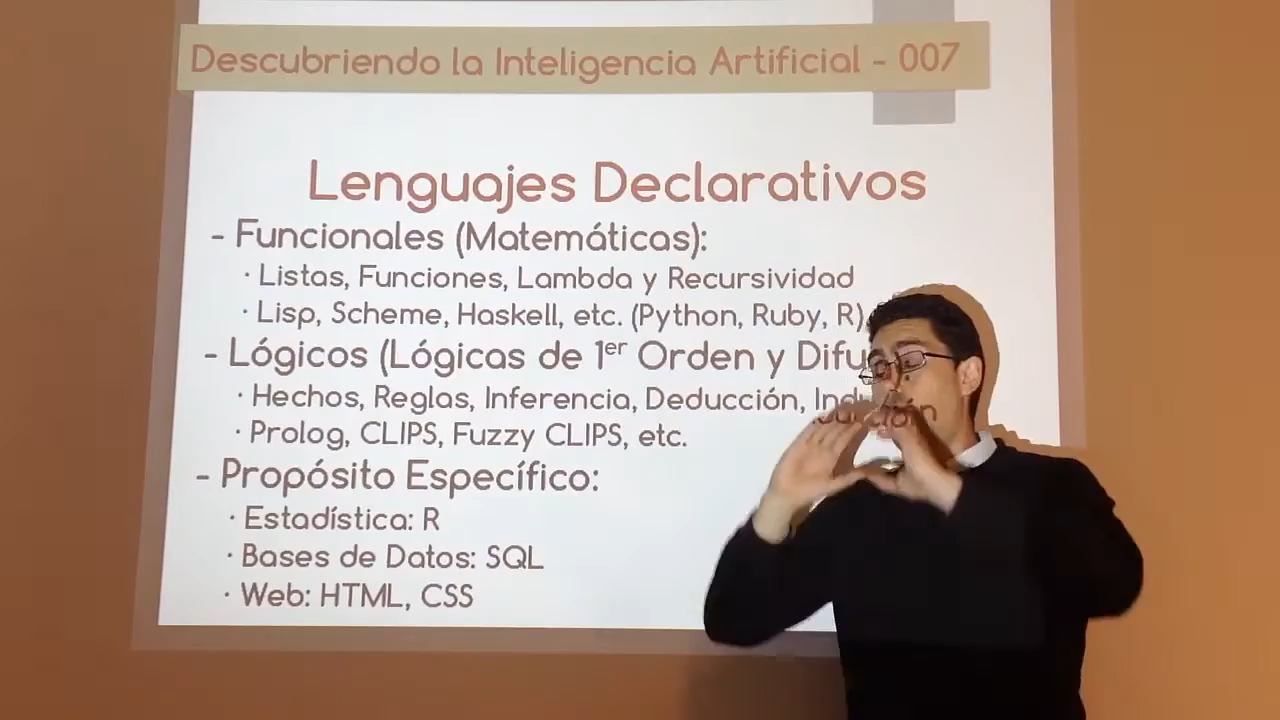 Descubriendo la Inteligencia Artificial - 007
Lenguajes Declarativos
- Funcionales (Matemáticas):
· Listas, Funciones, Lambda y Recursividad
· Lisp, Scheme, Haskell, etc. (Python, Ruby, R)
- Lógicos (Lógicas de 1er Orden y
· Hechos, Reglas, Inferencia, Deducción,
· Prolog, CLIPS, Fuzzy CLIPS, etc.
- Propósito Específico:
· Estadística: R
· Bases de Datos: SQL
· Web: HTML, CSS